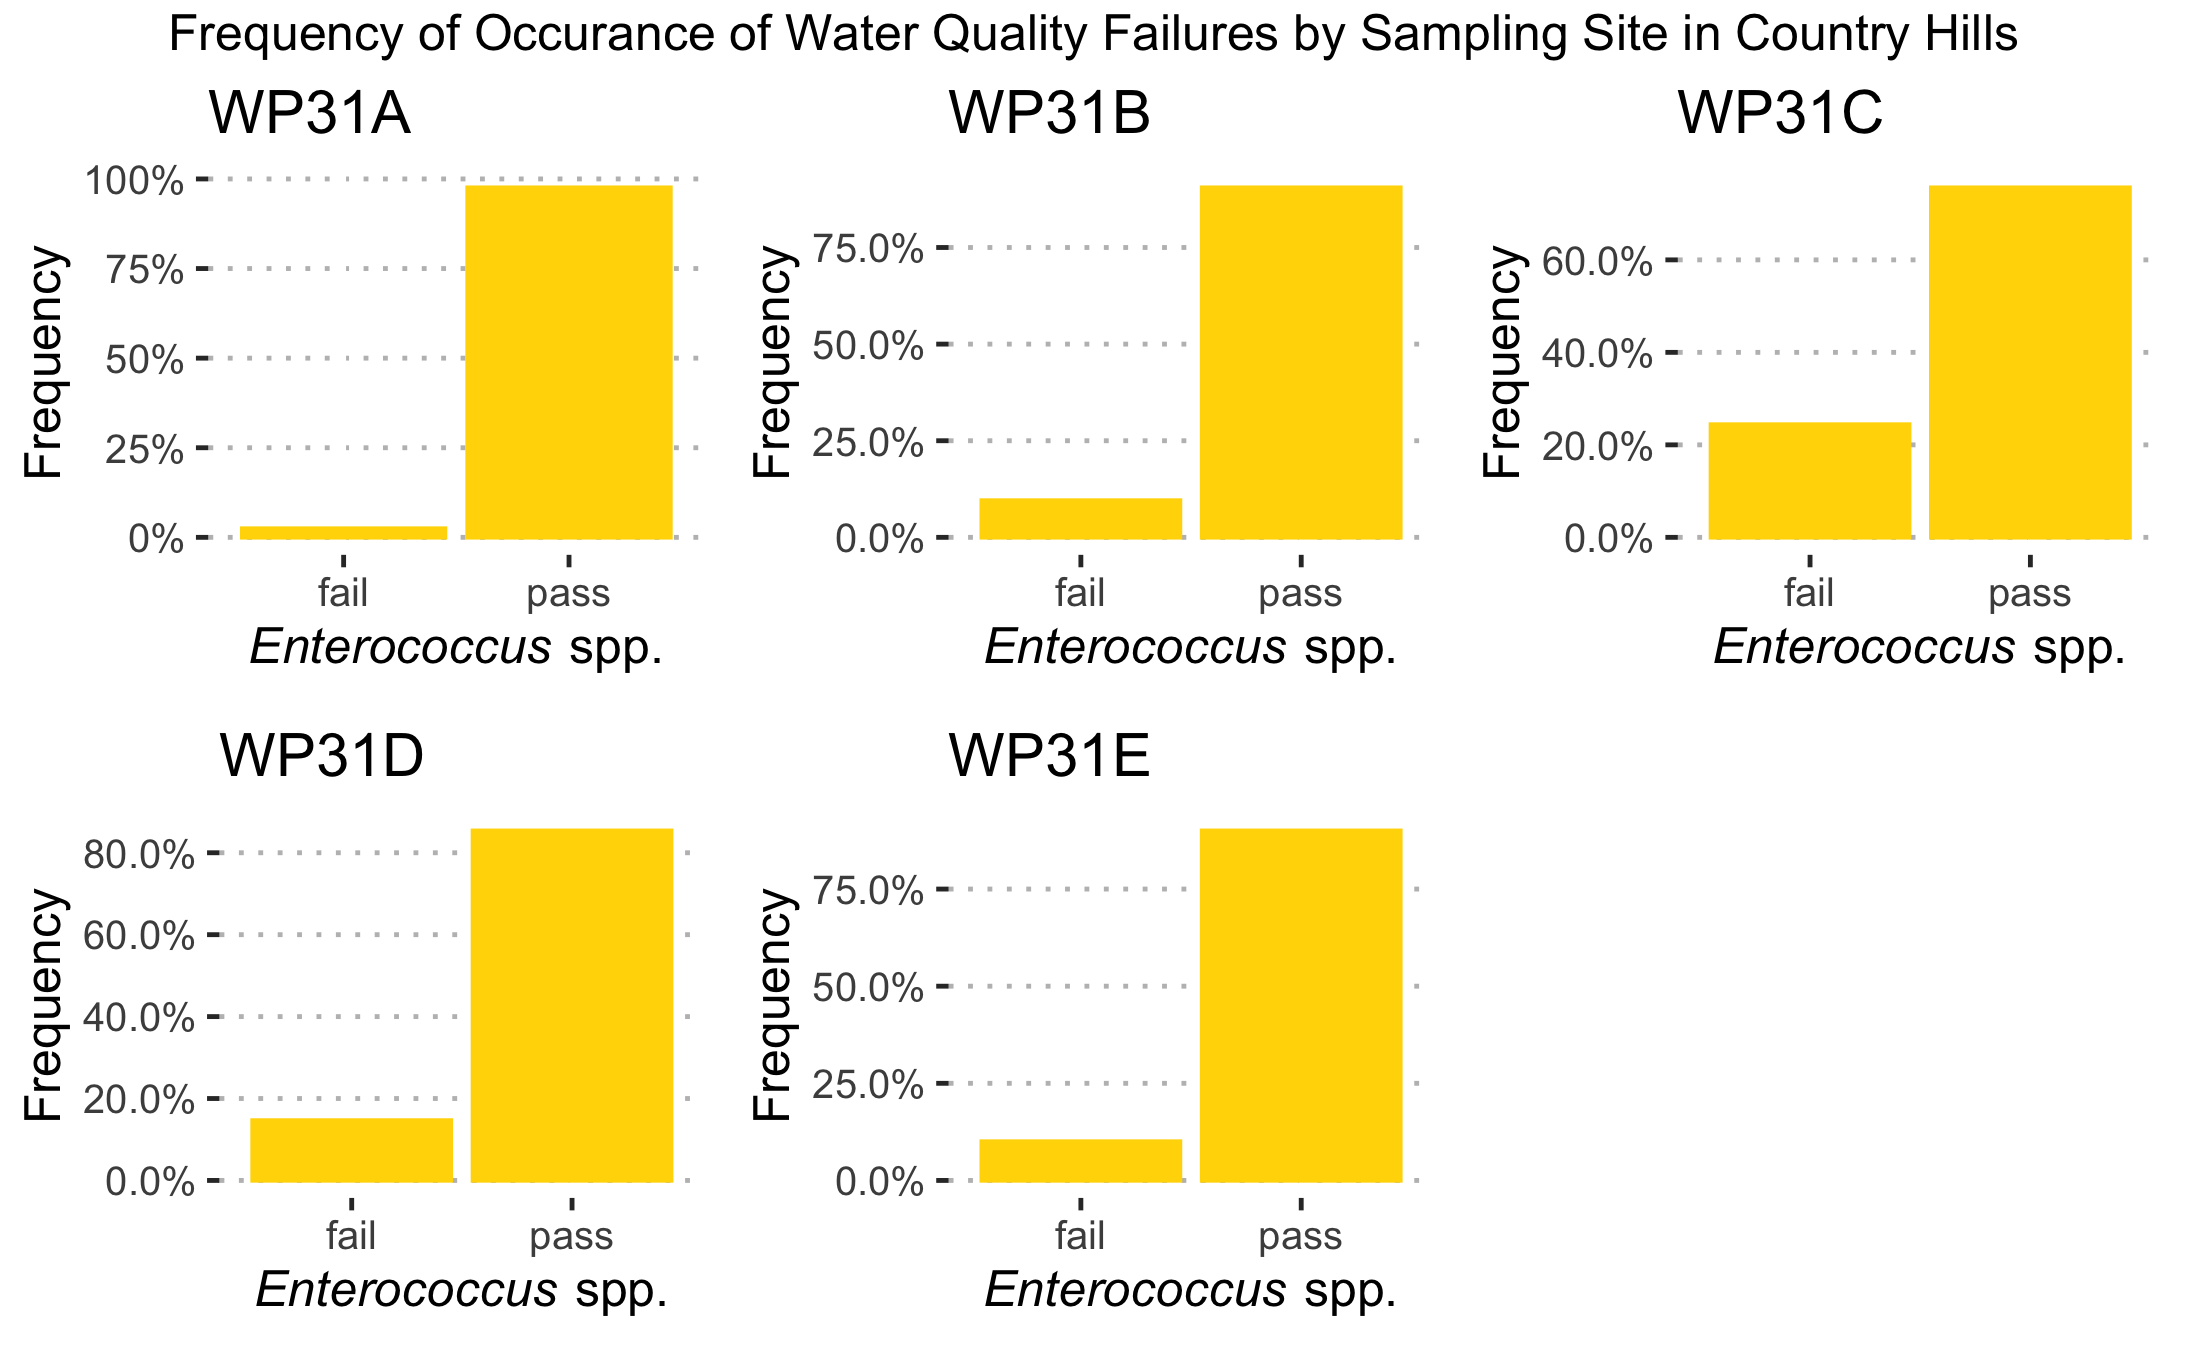 Frequency of Occurance of Water Quality Failures by Sampling Site in Country Hills
WP31A
100%
75%
50%
25%
0%
Frequency
fail pass
Enterococcus spp.
WP31B
75.0%
50.0%
25.0%
0.0%
Frequency
fail pass
Enterococcus spp.
WP31C
60.0%
40.0%
20.0%
0.0%
Frequency
fail pass
Enterococcus spp.
WP31D
80.0%
60.0%
40.0%
20.0%
0.0%
Frequency
fail pass
Enterococcus spp.
WP31E
75.0%
50.0%
25.0%
0.0%
Frequency
fail pass
Enterococcus spp.